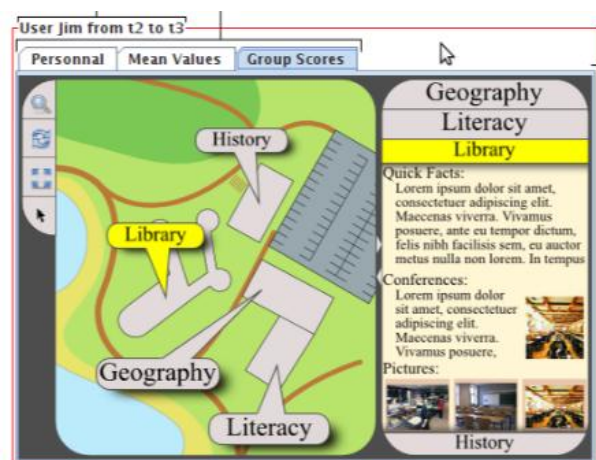 User Jim from t2 to t3
Personnal Mean Values Group Scores
History
Library
Geography
Literacy
Geography
Literacy
Library
Quick Facts:
Lorem ipsum dolor sit amet,
consectetuer adipiscing elit.
Maecenas viverra. Vivamus
posuere, ante eu tempor dictum,
felis nibh facilisis sem, eu auctor
metus nulla non lorem. In tempus
Conferences:
Lorem ipsum dolor
sit amet, consectetuer
adipiscing elit.
Maecenas viverra.
Vivamus posuere,
Pictures:
History